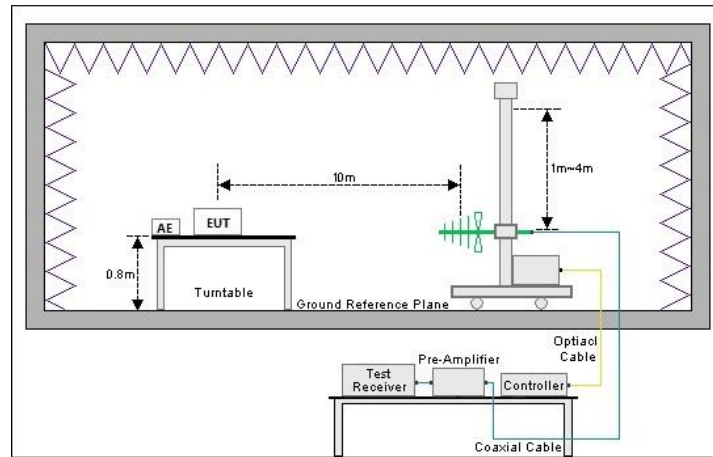 10m
1m~4m
AE
EUT
0.8m
Turntable
Ground Reference Plane
Optiacl
Cable
Pre-Amplifier
Test
Receiver
Controller
Coaxial Cable